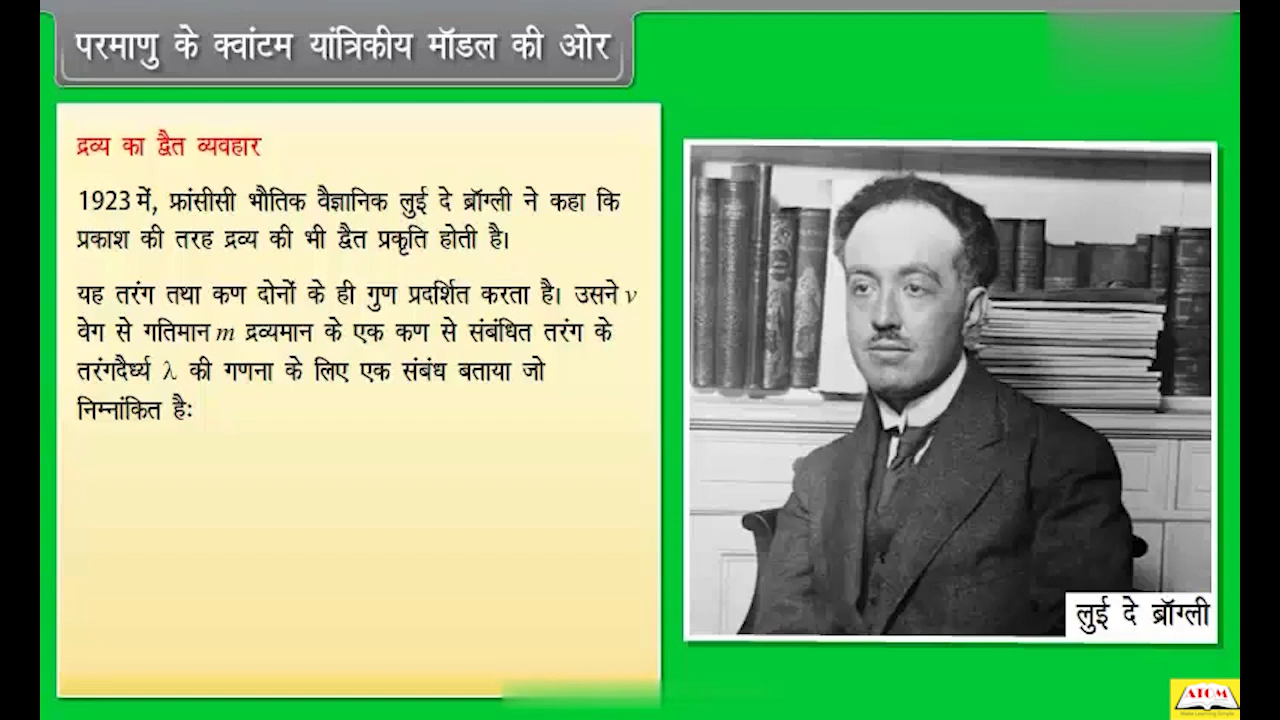 परमाणु के क्वांटम यांत्रिकीय मॉडल की ओर
द्रव्य का द्वैत व्यवहार
1923 में, फ्रांसीसी भौतिक वैज्ञानिक लुई दे ब्रॉग्ली ने कहा कि
प्रकाश की तरह द्रव्य की भी द्वैत प्रकृति होती है।
यह तरंग तथा कण दोनों के ही गुण प्रदर्शित करता है। उसने v
वेग से गतिमान m द्रव्यमान के एक कण से संबंधित तरंग के
तरंगदैर्ध्य λ की गणना के लिए एक संबंध बताया जो
निम्नांकित हैः
लुई दे ब्रॉग्ली
ATOM